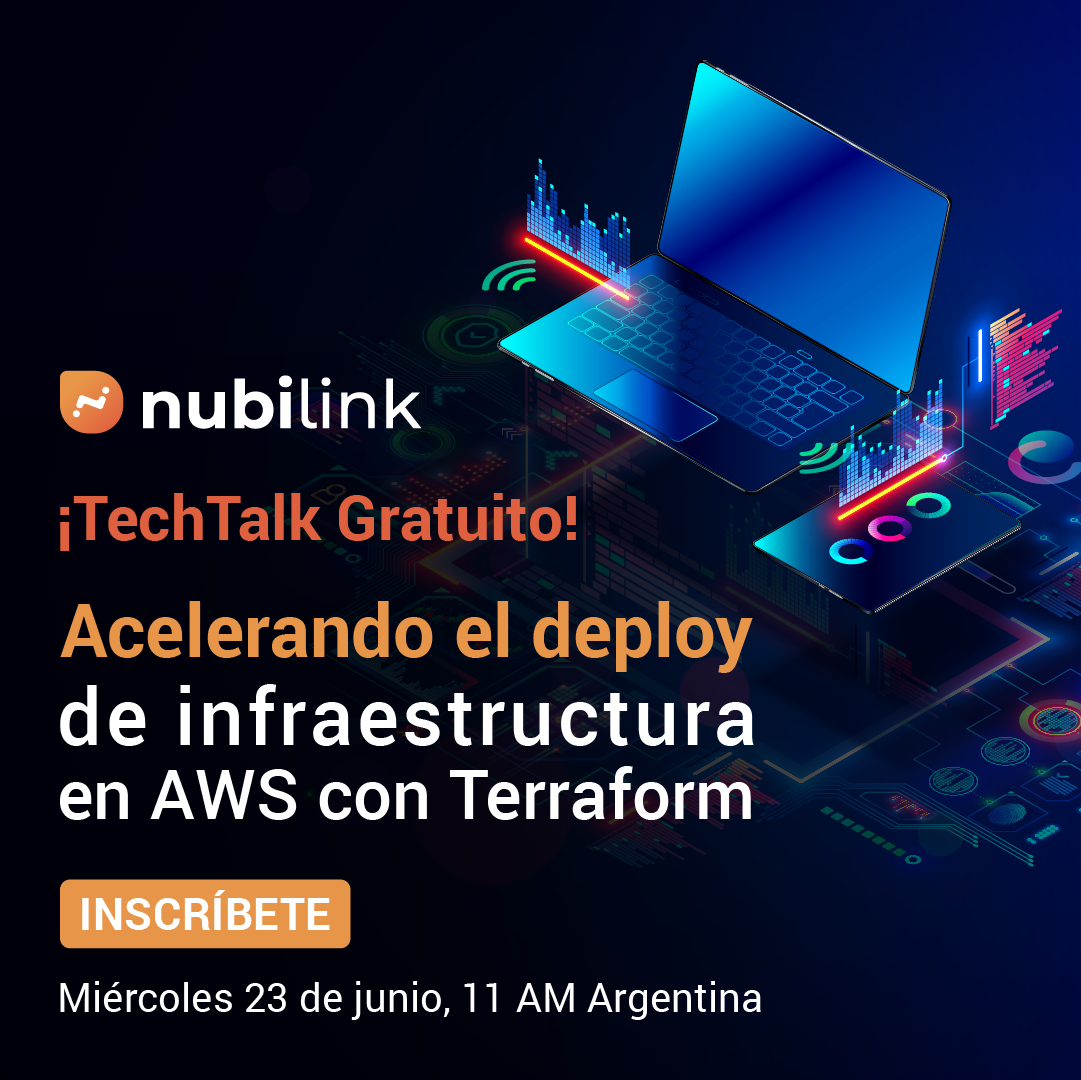 nubilink
¡TechTalk Gratuito!
Acelerando el deploy
de infraestructura
en AWS con Terraform
INSCRÍBETE
Miércoles 23 de junio, 11 AM Argentina